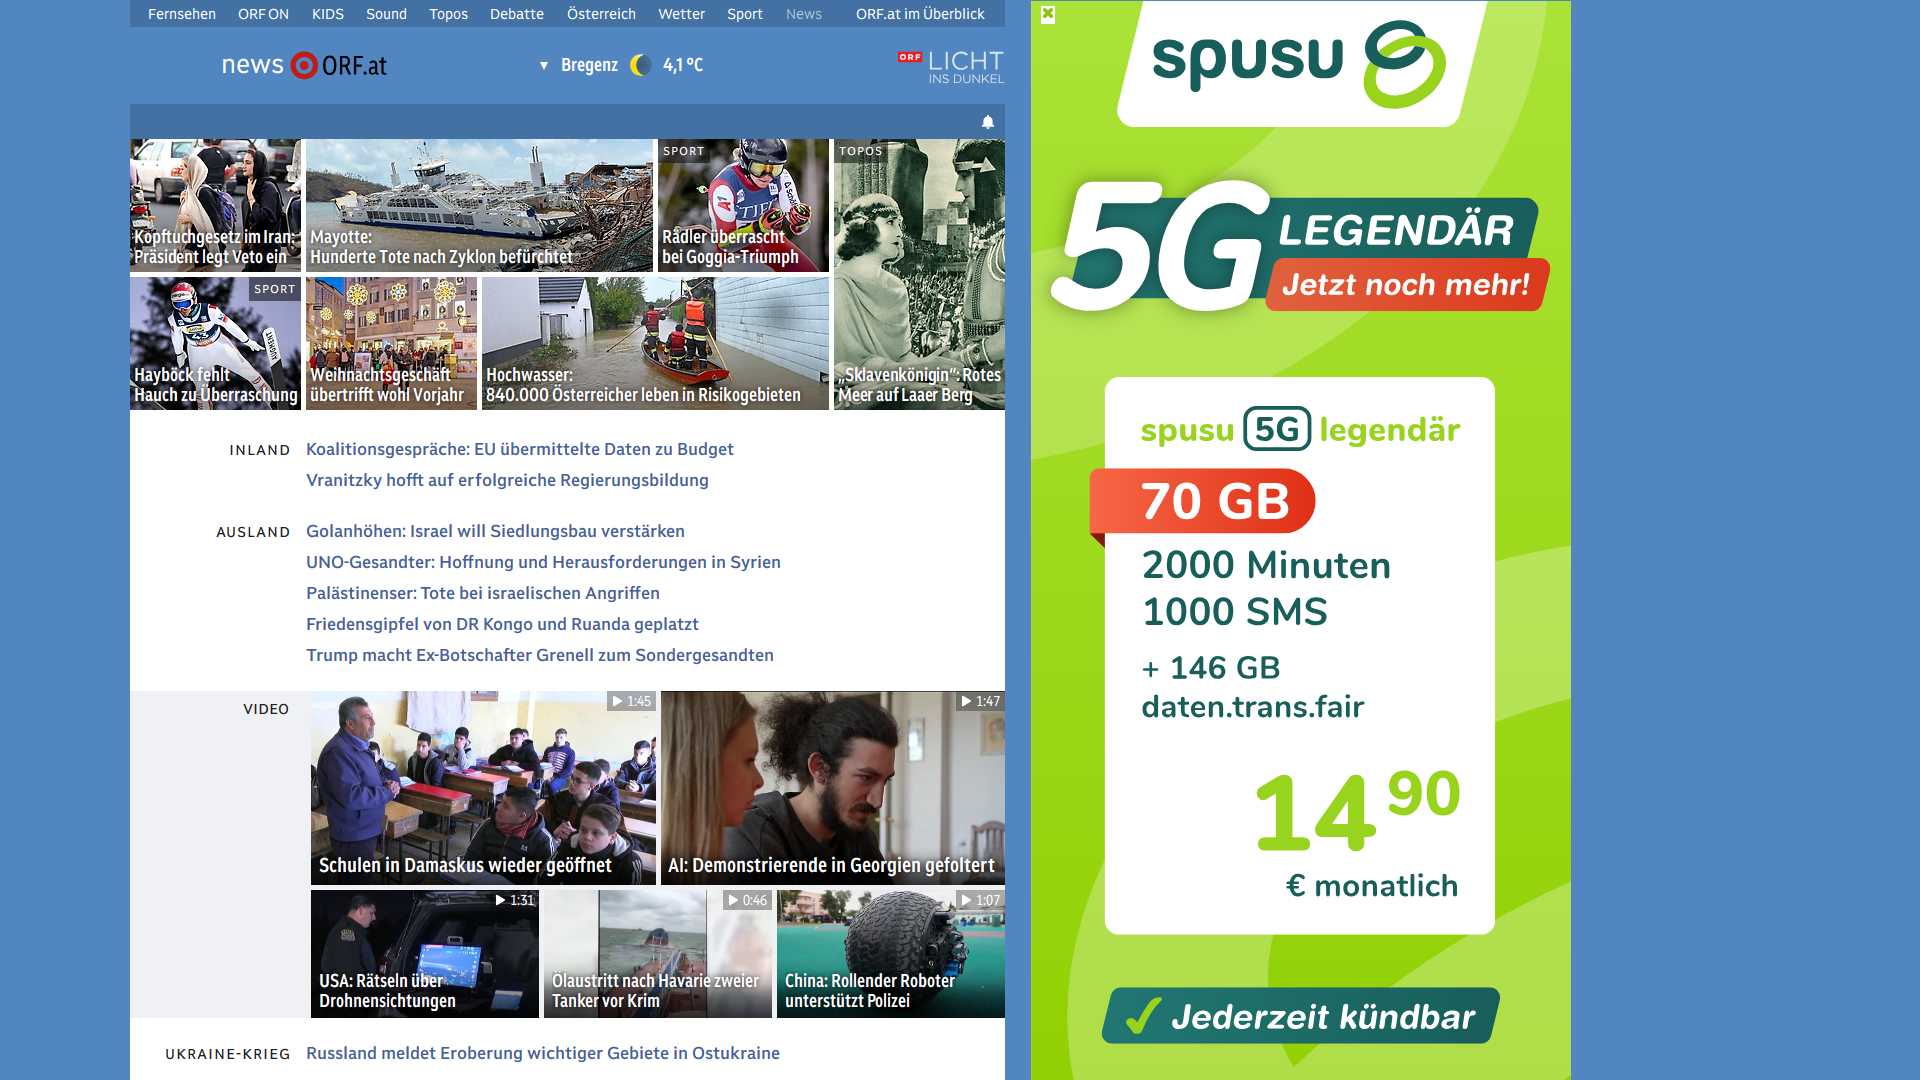 Fernsehen ORF ON KIDS Sound Topos Debatte Österreich Wetter Sport News ORF.at im Überblick
news ORF.at
Bregenz 4,1 °C
ORF LICHT
INS DUNKEL
Kopftuchgesetz im Iran:
Präsident legt Veto ein
Mayotte:
Hunderte Tote nach Zyklon befürchtet
SPORT
Rädler überrascht
bei Goggia-Triumph
TOPOS
„Sklavenkönigin“: Rotes
Meer auf Laaer Berg
SPORT
Hayböck fehlt
Hauch zu Überraschung
Weihnachtsgeschäft
übertrifft wohl Vorjahr
Hochwasser:
840.000 Österreicher leben in Risikogebieten
INLAND
Koalitionsgespräche: EU übermittelte Daten zu Budget
Vranitzky hofft auf erfolgreiche Regierungsbildung
AUSLAND
Golanhöhen: Israel will Siedlungsbau verstärken
UNO-Gesandter: Hoffnung und Herausforderungen in Syrien
Palästinenser: Tote bei israelischen Angriffen
Friedensgipfel von DR Kongo und Ruanda geplatzt
Trump macht Ex-Botschafter Grenell zum Sondergesandten
VIDEO
1:45
Schulen in Damaskus wieder geöffnet
1:47
AI: Demonstrierende in Georgien gefoltert
1:31
USA: Rätseln über
Drohnensichtungen
0:46
Ölaustritt nach Havarie zweier
Tanker vor Krim
1:07
China: Rollender Roboter
unterstützt Polizei
UKRAINE-KRIEG
Russland meldet Eroberung wichtiger Gebiete in Ostukraine
spusu
5G LEGENDÄR
Jetzt noch mehr!
spusu 5G legendär
70 GB
2000 Minuten
1000 SMS
+ 146 GB
daten.trans.fair
14 90
€ monatlich
Jederzeit kündbar